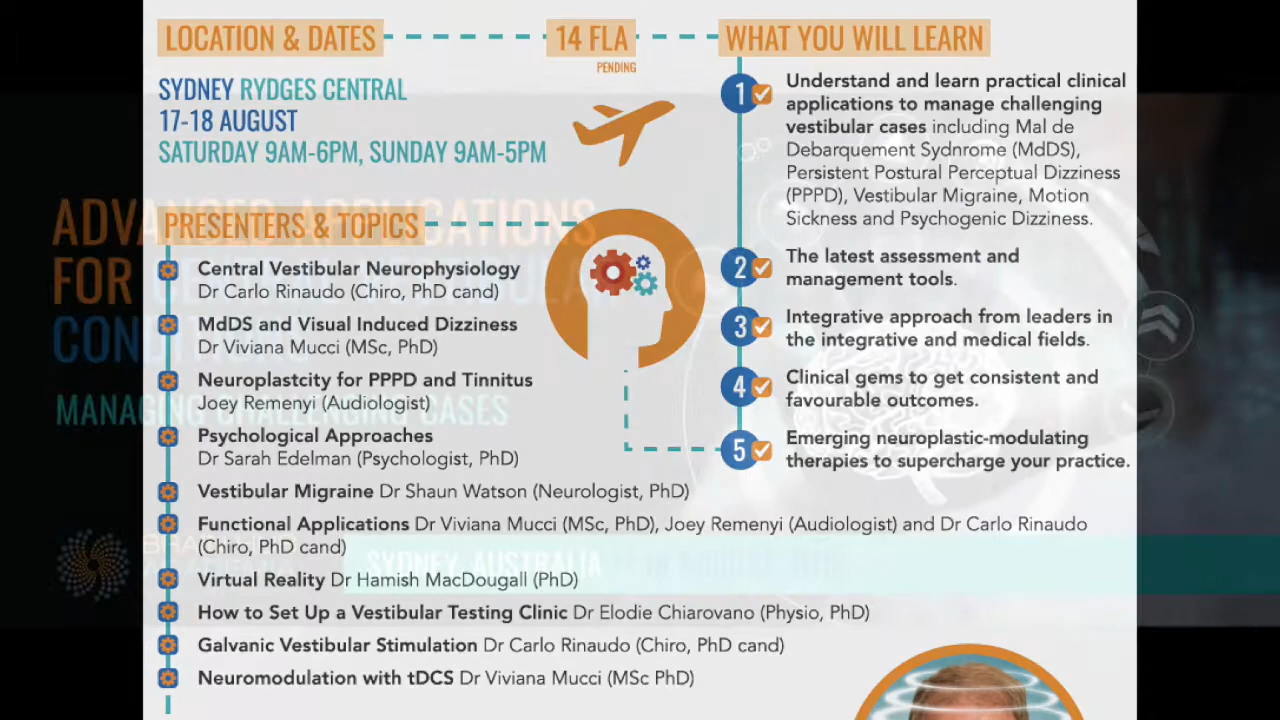 LOCATION & DATES
14 FLA
PENDING
SYDNEY RYDGES CENTRAL
17-18 AUGUST
SATURDAY 9AM-6PM, SUNDAY 9AM-5PM
PRESENTERS & TOPICS
Central Vestibular Neurophysiology
Dr Carlo Rinaudo (Chiro, PhD cand)
MdDS and Visual Induced Dizziness
Dr Viviana Mucci (MSc, PhD)
Neuroplastcity for PPPD and Tinnitus
Joey Remenyi (Audiologist)
Psychological Approaches
Dr Sarah Edelman (Psychologist, PhD)
Vestibular Migraine Dr Shaun Watson (Neurologist, PhD)
Functional Applications Dr Viviana Mucci (MSc, PhD), Joey Remenyi (Audiologist) and Dr Carlo Rinaudo
(Chiro, PhD cand)
Virtual Reality Dr Hamish MacDougall (PhD)
How to Set Up a Vestibular Testing Clinic Dr Elodie Chiarovano (Physio, PhD)
Galvanic Vestibular Stimulation Dr Carlo Rinaudo (Chiro, PhD cand)
Neuromodulation with tDCS Dr Viviana Mucci (MSc PhD)
WHAT YOU WILL LEARN
1 Understand and learn practical clinical
applications to manage challenging
vestibular cases including Mal de
Debarquement Sydnrome (MdDS),
Persistent Postural Perceptual Dizziness
(PPPD), Vestibular Migraine, Motion
Sickness and Psychogenic Dizziness.
2 The latest assessment and
management tools.
3 Integrative approach from leaders in
the integrative and medical fields.
4 Clinical gems to get consistent and
favourable outcomes.
5 Emerging neuroplastic-modulating
therapies to supercharge your practice.
ADVANCED APPLICATIONS
FOR
MANAGING CHALLENGING CASES
SYDNEY, AUSTRALIA